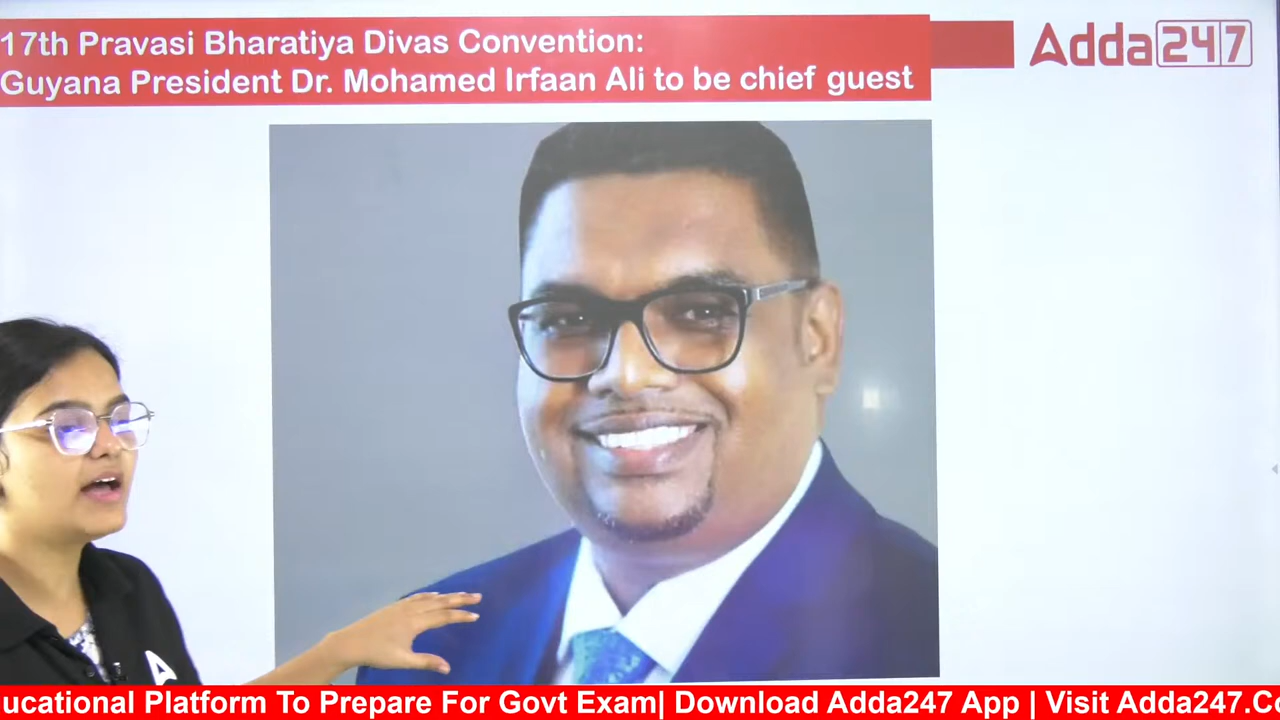 17th Pravasi Bharatiya Divas Convention:
Guyana President Dr. Mohamed Irfaan Ali to be chief guest
Adda247
ucational Platform To Prepare For Govt Exam| Download Adda247 App | Visit Adda247.Co